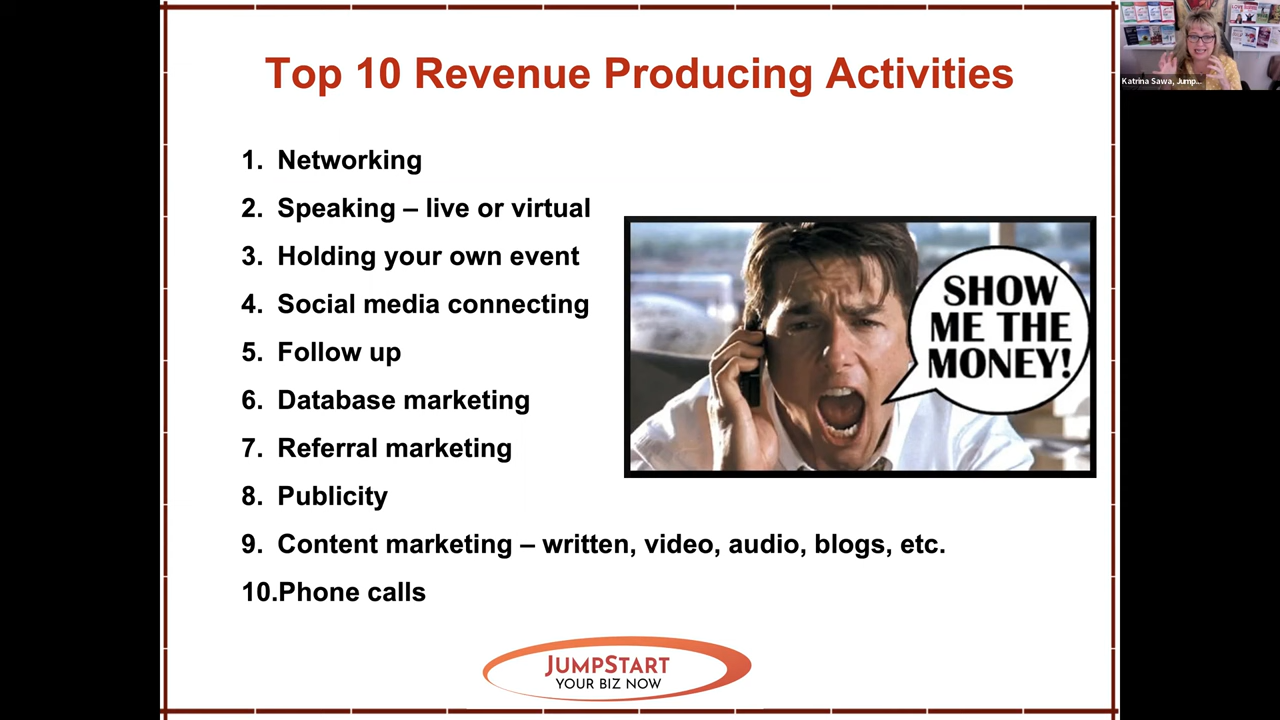 Top 10 Revenue Producing Activities
Katrina Sawa, Jump...
1. Networking
2. Speaking – live or virtual
3. Holding your own event
4. Social media connecting
5. Follow up
6. Database marketing
7. Referral marketing
8. Publicity
9. Content marketing – written, video, audio, blogs, etc.
10.Phone calls
SHOW
ME THE
MONEY!
JUMPSTART
YOUR BIZ NOW